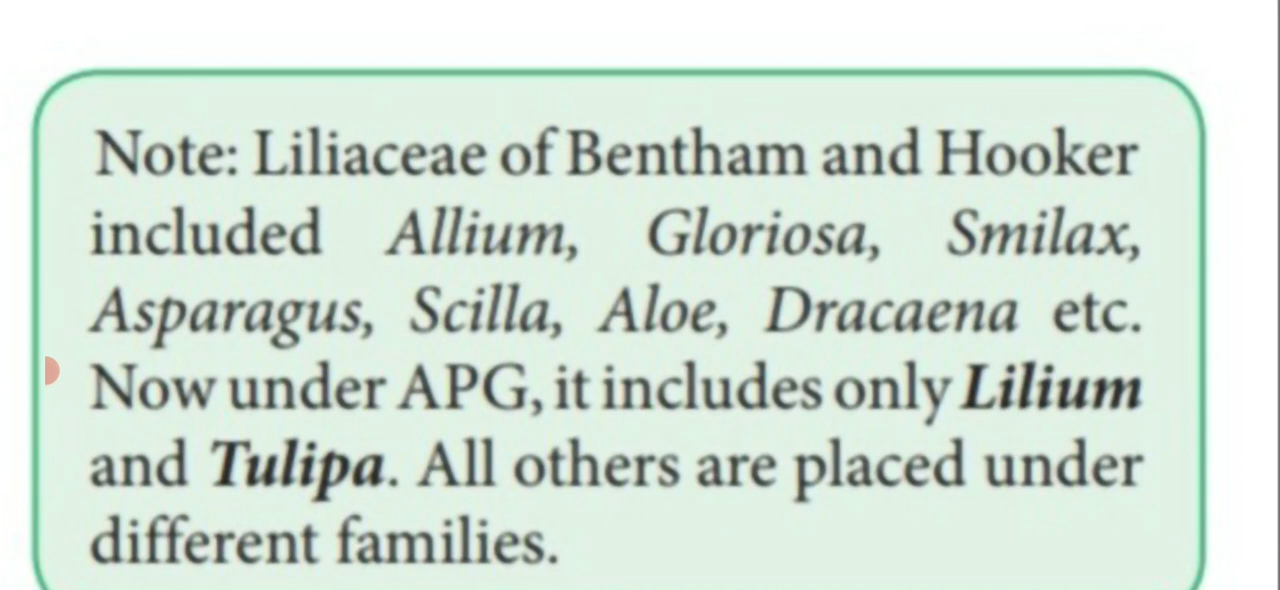 Note: Liliaceae of Bentham and Hooker
included Allium, Gloriosa, Smilax,
Asparagus, Scilla, Aloe, Dracaena etc.
Now under APG, it includes only Lilium
and Tulipa. All others are placed under
different families.